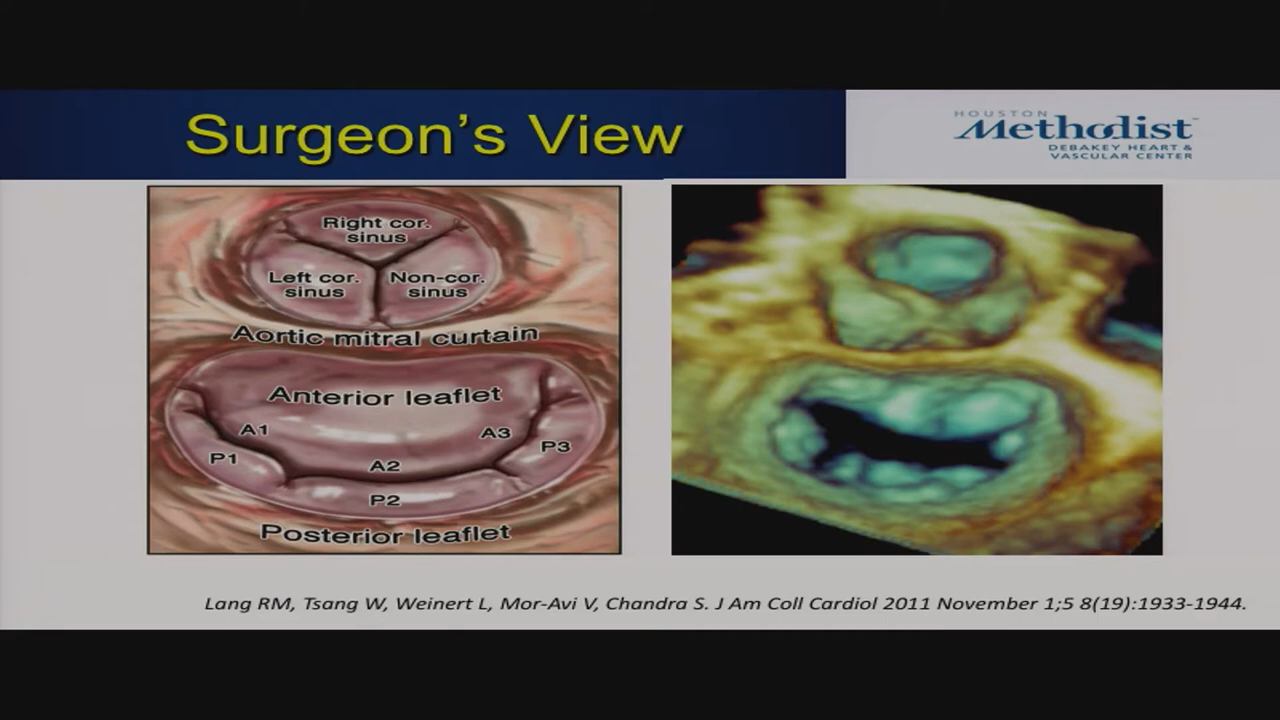 Surgeon's View
HOUSTON
Methodist
DEBAKEY HEART &
VASCULAR CENTER
Right cor.
sinus
Left cor.
sinus
Non-cor.
sinus
Aortic mitral curtain
Anterior leaflet
A1
A3
P1
P3
A2
P2
Posterior leaflet
Lang RM, Tsang W, Weinert L, Mor-Avi V, Chandra S. J Am Coll Cardiol 2011 November 1;5 8(19):1933-1944.